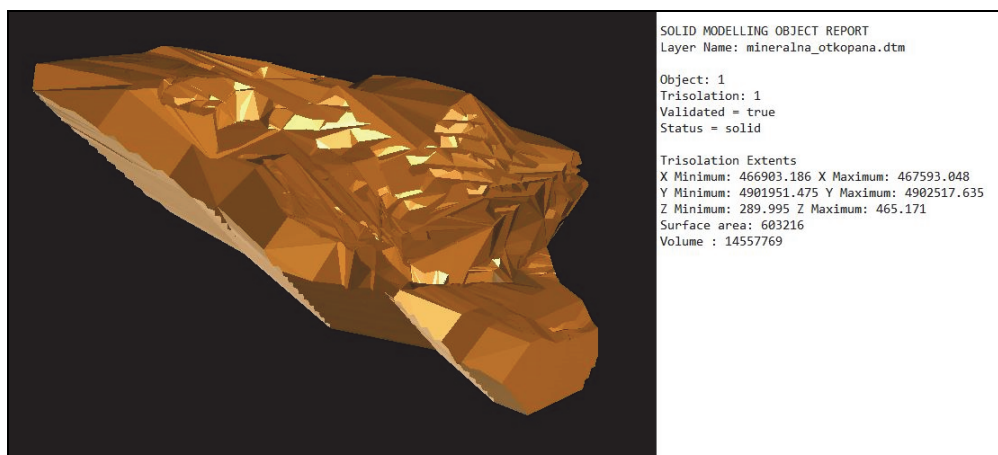 SOLID MODELLING OBJECT REPORT
Layer Name: mineralna_otkopana.dtm
Object: 1
Trisolation: 1
Validated = true
Status = solid
Trisolation Extents
X Minimum: 466903.186 X Maximum: 467593.048
Y Minimum: 4901951.475 Y Maximum: 4902517.635
Z Minimum: 289.995 Z Maximum: 465.171
Surface area: 603216
Volume : 14557769